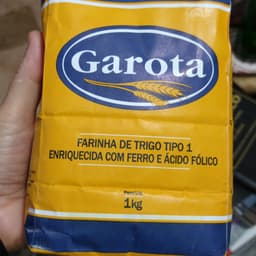 Garota
FARINHA DE TRIGO TIPO 1
ENRIQUECIDA COM FERRO E ÁCIDO FÓLICO
1kg